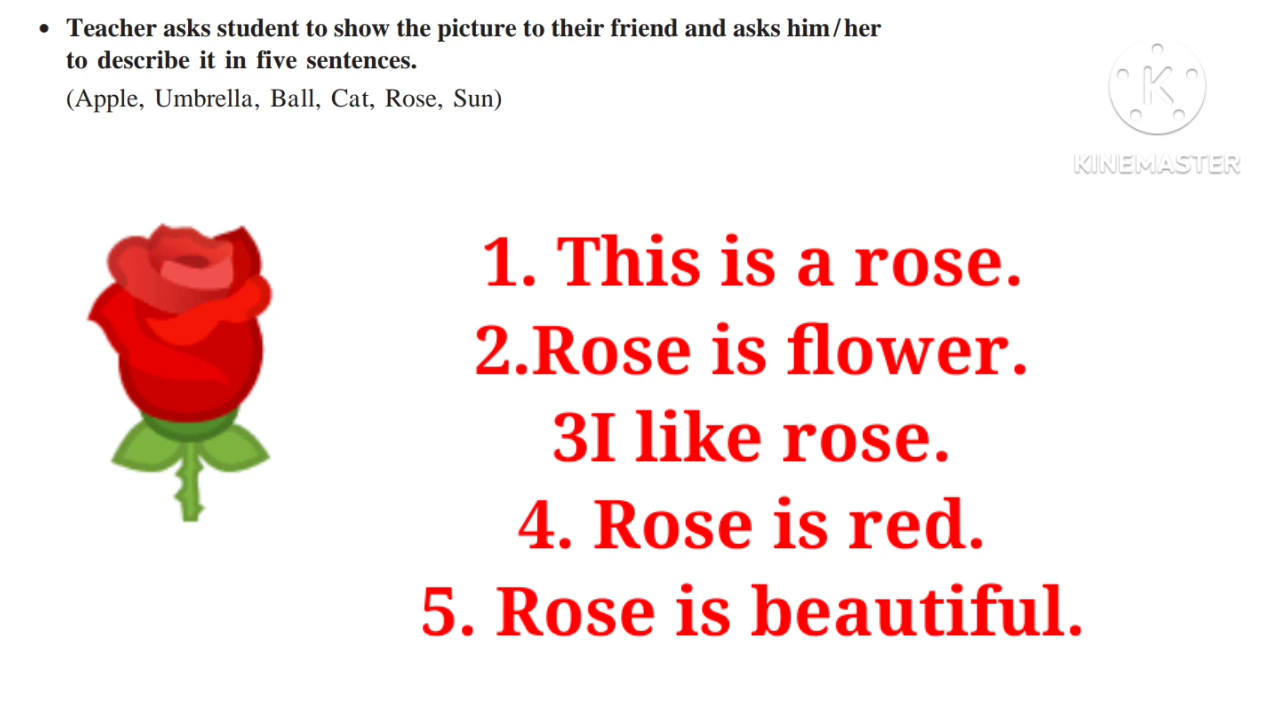 • Teacher asks student to show the picture to their friend and asks him/her
to describe it in five sentences.
(Apple, Umbrella, Ball, Cat, Rose, Sun)
K
KINEMASTER
1. This is a rose.
2.Rose is flower.
3I like rose.
4. Rose is red.
5. Rose is beautiful.